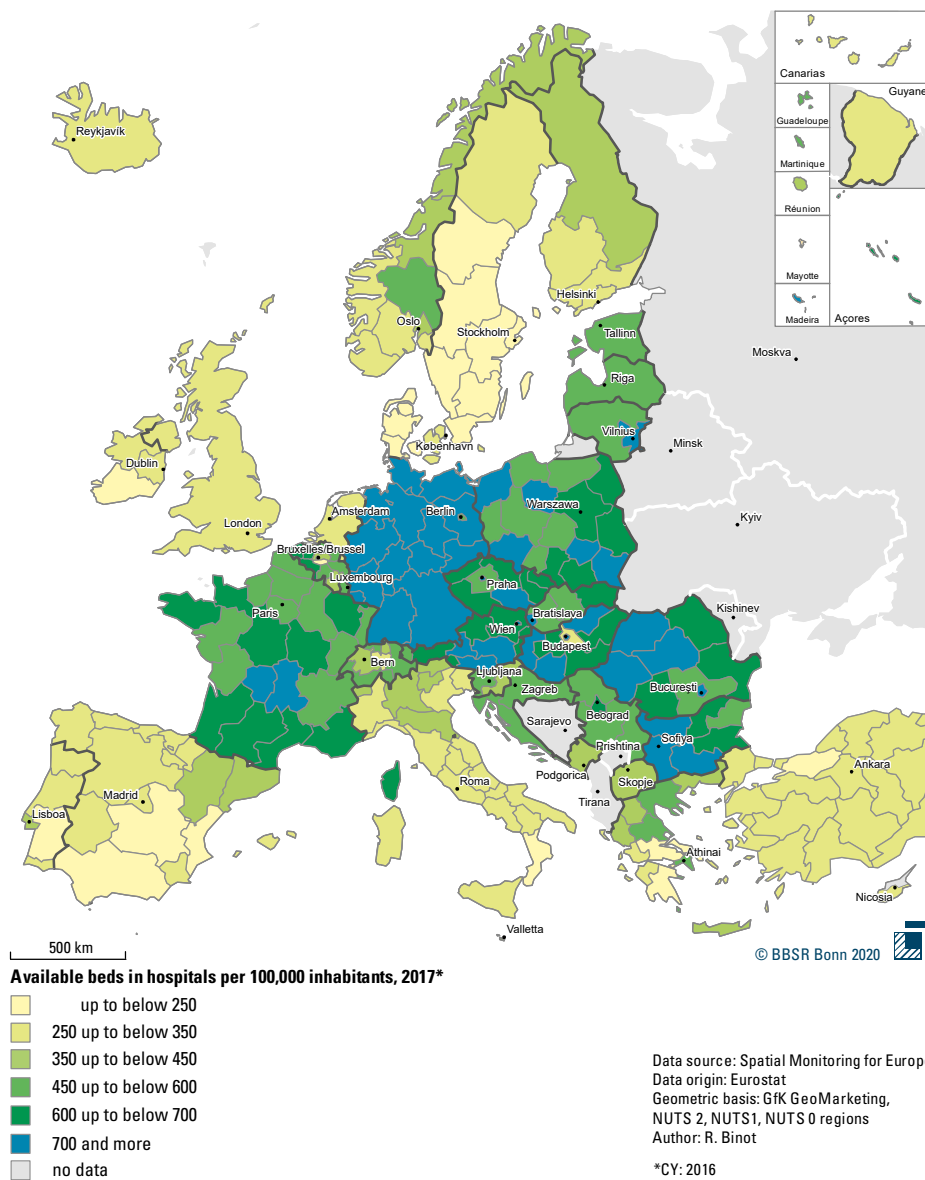 Canarias
Guyane
Guadeloupe
Martinique
Réunion
Mayotte
Madeira
Açores
Reykjavík
Helsinki
Oslo
Stockholm
Tallinn
Moskva
Riga
Vilnius
Minsk
København
Dublin
London
Amsterdam
Berlin
Warszawa
Kyiv
Bruxelles/Brussel
Luxembourg
Praha
Paris
Kishinev
Bratislava
Wien
Budapest
Bern
Ljubljana
Zagreb
Bucureşti
Beograd
Sarajevo
Sofiya
Prishtina
Podgorica
Skopje
Ankara
Roma
Tirana
Madrid
Lisboa
Athinai
Nicosia
Valletta
500 km
© BBSR Bonn 2020
Available beds in hospitals per 100,000 inhabitants, 2017*
up to below 250
250 up to below 350
350 up to below 450
450 up to below 600
600 up to below 700
700 and more
no data
Data source: Spatial Monitoring for Europe
Data origin: Eurostat
Geometric basis: GfK GeoMarketing,
NUTS 2, NUTS1, NUTS 0 regions
Author: R. Binot
*CY: 2016